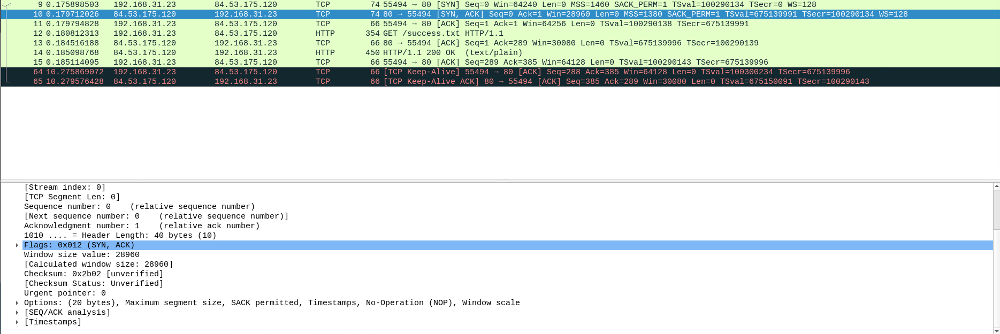 9 0.175898503 192.168.31.23 84.53.175.120 TCP 74 55494 → 80 [SYN] Seq=0 Win=64240 Len=0 MSS=1460 SACK_PERM=1 TSval=100290134 TSecr=0 WS=128
10 0.179712026 84.53.175.120 192.168.31.23 TCP 74 80 → 55494 [SYN, ACK] Seq=0 Ack=1 Win=28960 Len=0 MSS=1380 SACK_PERM=1 TSval=675139991 TSecr=100290134 WS=128
11 0.179794828 192.168.31.23 84.53.175.120 TCP 66 55494 → 80 [ACK] Seq=1 Ack=1 Win=64256 Len=0 TSval=100290138 TSecr=675139991
12 0.180812313 192.168.31.23 84.53.175.120 HTTP 354 GET /success.txt HTTP/1.1
13 0.184516188 84.53.175.120 192.168.31.23 TCP 66 80 → 55494 [ACK] Seq=1 Ack=289 Win=30080 Len=0 TSval=675139996 TSecr=100290139
14 0.185098768 84.53.175.120 192.168.31.23 HTTP 450 HTTP/1.1 200 OK (text/plain)
15 0.185114095 192.168.31.23 84.53.175.120 TCP 66 55494 → 80 [ACK] Seq=289 Ack=385 Win=64128 Len=0 TSval=100290143 TSecr=675139996
64 10.275869072 192.168.31.23 84.53.175.120 TCP 66 [TCP Keep-Alive] 55494 → 80 [ACK] Seq=288 Ack=385 Win=64128 Len=0 TSval=100300234 TSecr=675139996
65 10.279576428 84.53.175.120 192.168.31.23 TCP 66 [TCP Keep-Alive ACK] 80 → 55494 [ACK] Seq=385 Ack=289 Win=30080 Len=0 TSval=675150091 TSecr=100290143
[Stream index: 0]
[TCP Segment Len: 0]
Sequence number: 0 (relative sequence number)
[Next sequence number: 0 (relative sequence number)]
Acknowledgment number: 1 (relative ack number)
1010 .... = Header Length: 40 bytes (10)
Flags: 0x012 (SYN, ACK)
Window size value: 28960
[Calculated window size: 28960]
Checksum: 0x2b02 [unverified]
[Checksum Status: Unverified]
Urgent pointer: 0
Options: (20 bytes), Maximum segment size, SACK permitted, Timestamps, No-Operation (NOP), Window scale
[SEQ/ACK analysis]
[Timestamps]